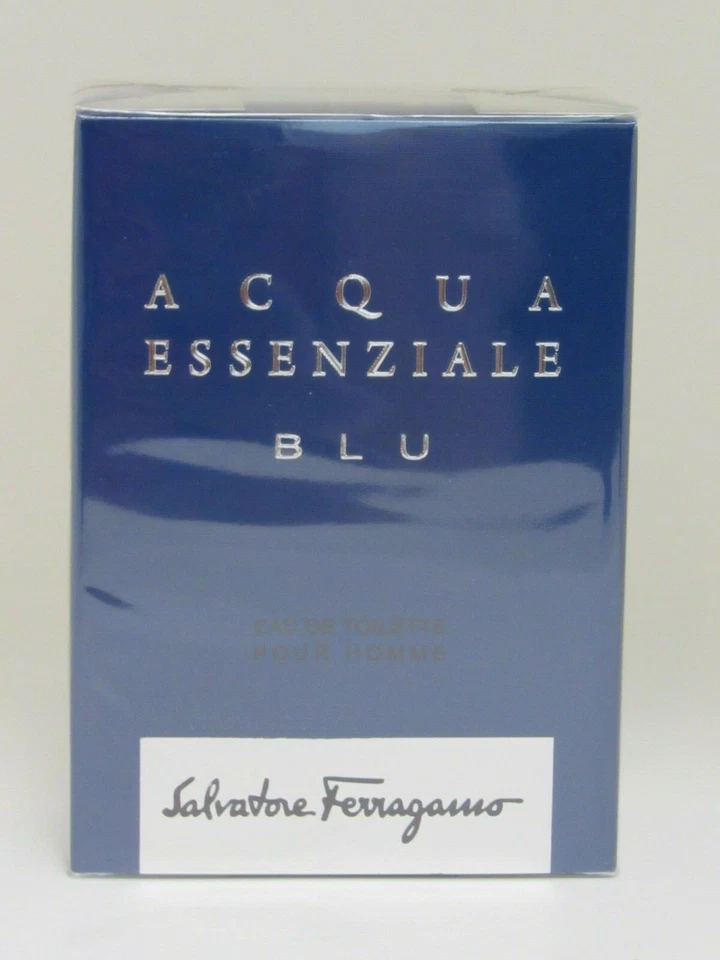 ACQUA
ESSENZIALE
BLU
EAU DE TOILETTE
POUR HOMME
Salvatore Ferragamo